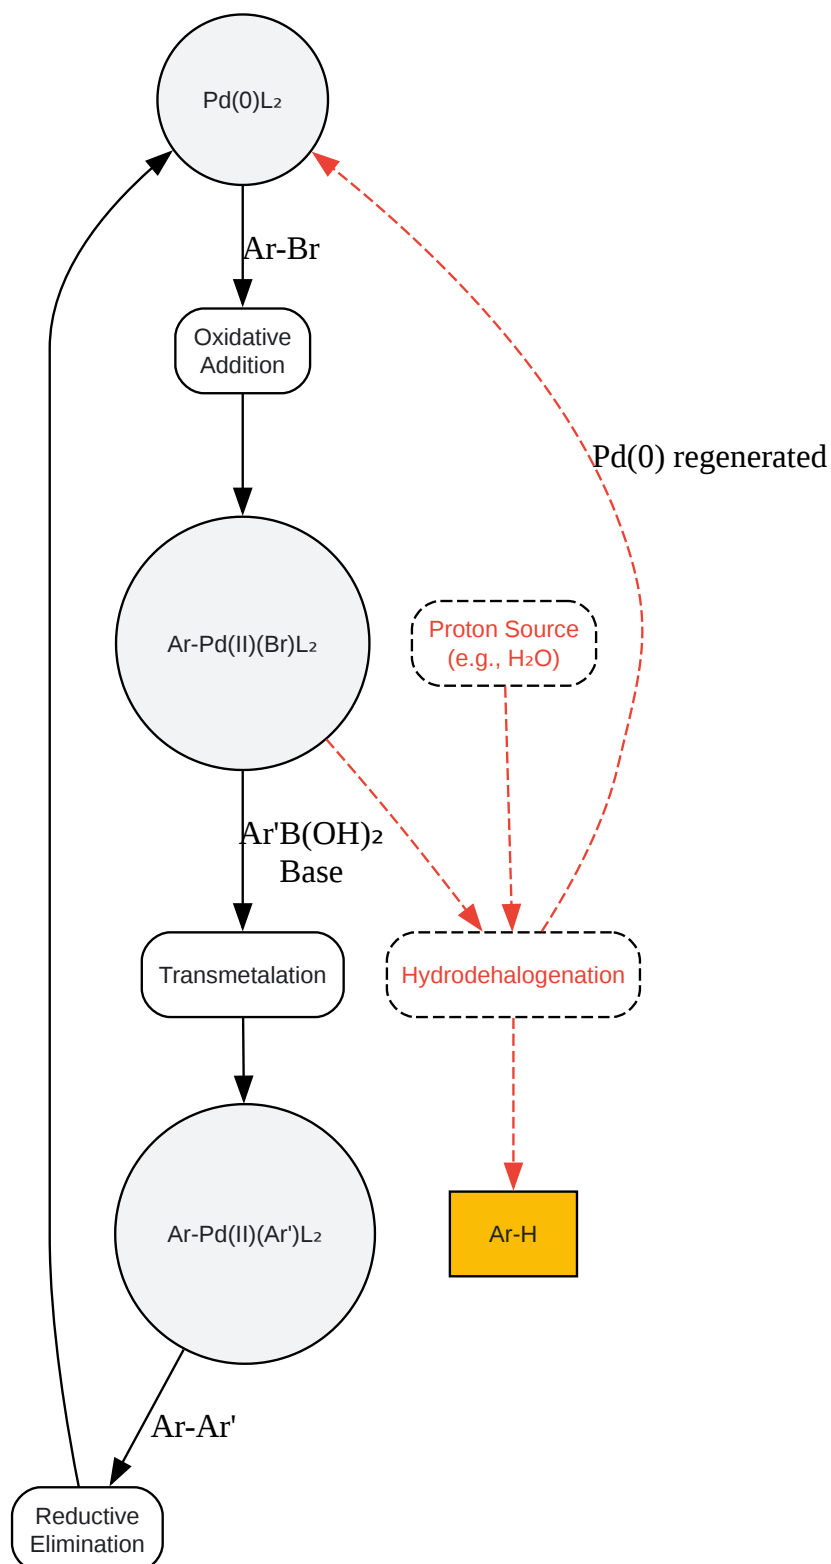 Pd(0)L₂
Ar-Br
Oxidative
Addition
Pd(0) regenerated
Ar-Pd(II)(Br)L₂
Proton Source
(e.g., H₂O)
Ar'B(OH)₂
Base
Transmetalation
Hydrodehalogenation
Ar-Pd(II)(Ar')L₂
Ar-H
Ar-Ar'
Reductive
Elimination